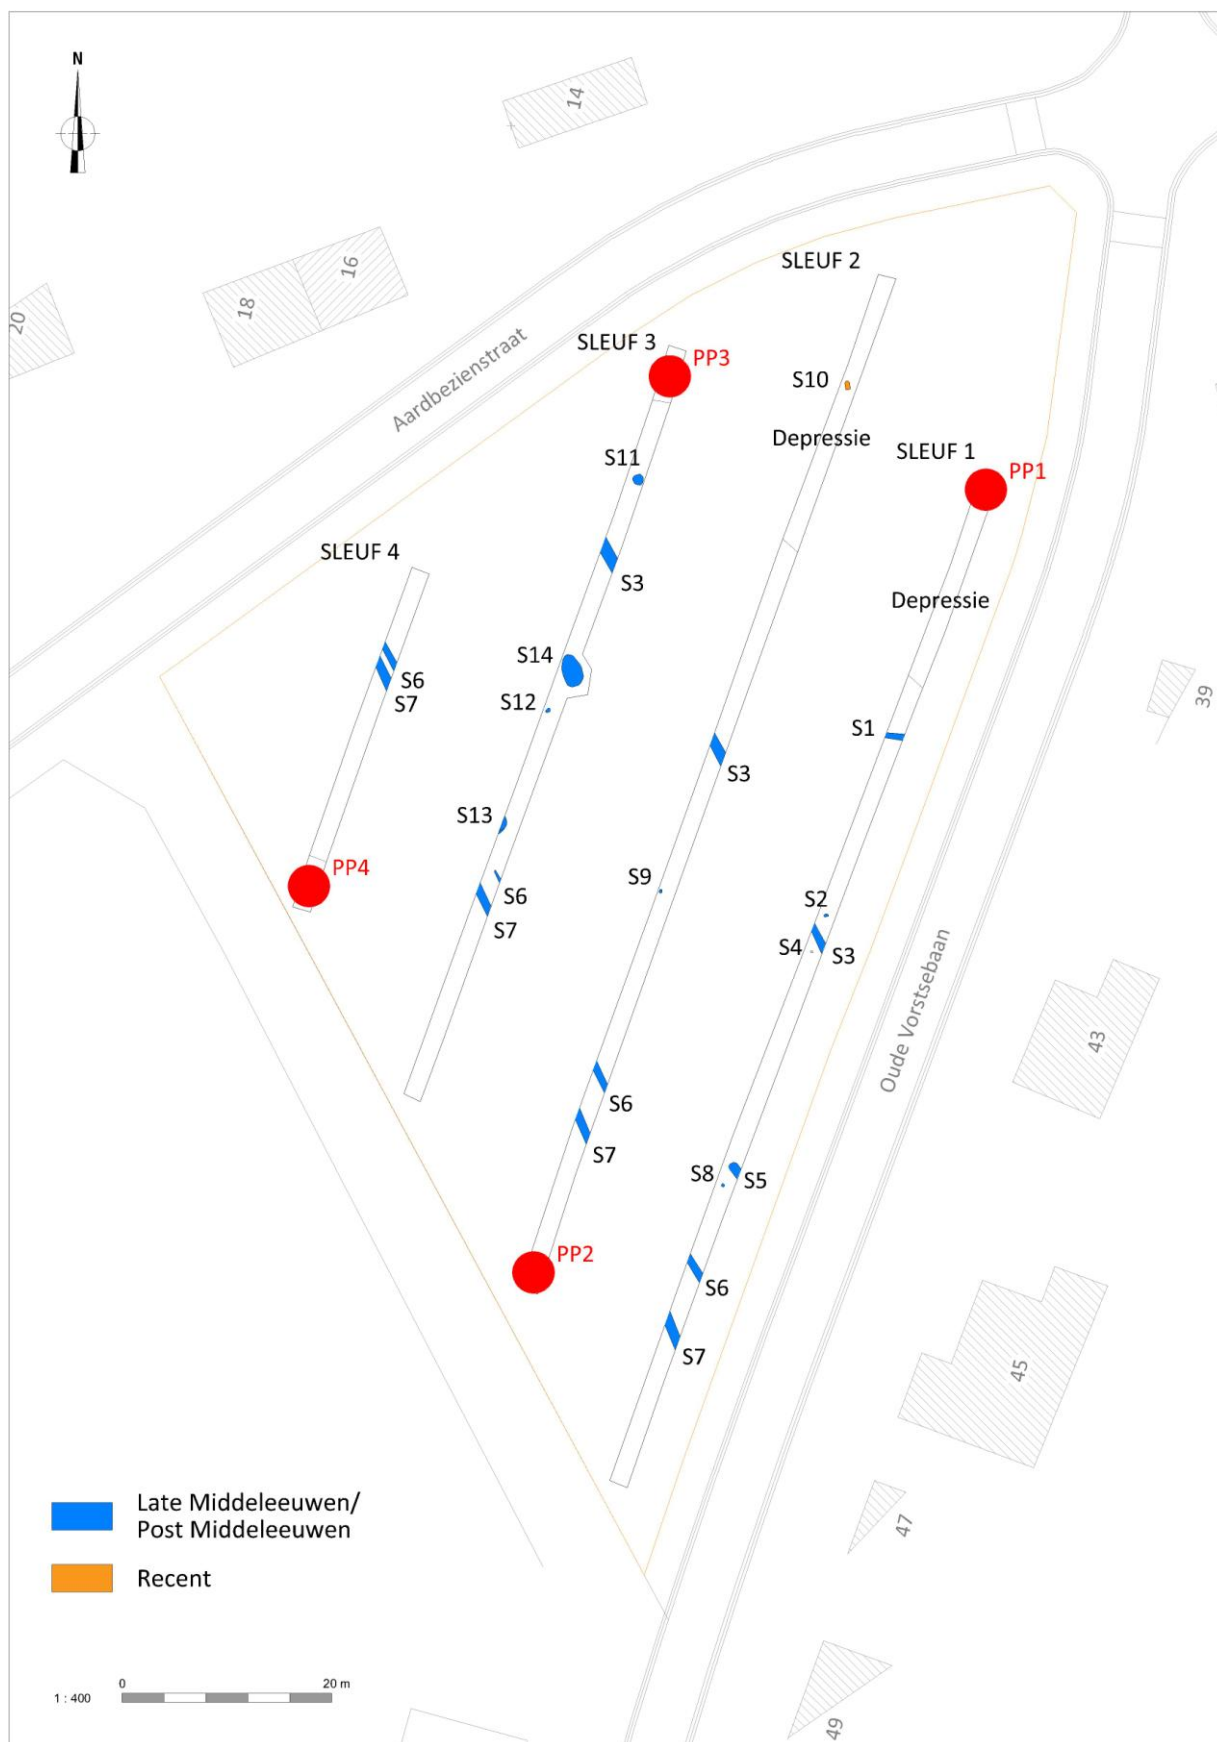 N
14
16
18
20
SLEUF 2
SLEUF 3
PP3
Aardbezienstraat
S10
Depressie
SLEUF 1
PP1
S11
SLEUF 4
S3
Depressie
S14
S6
S12
S7
39
S1
S3
S13
PP4
S9
S6
S2
S7
S4
S3
Oude Vorstsebaan
43
S6
S7
S8
S5
PP2
S6
S7
45
Late Middeleeuwen/
Post Middeleeuwen
47
Recent
0
20 m
1 : 400
49